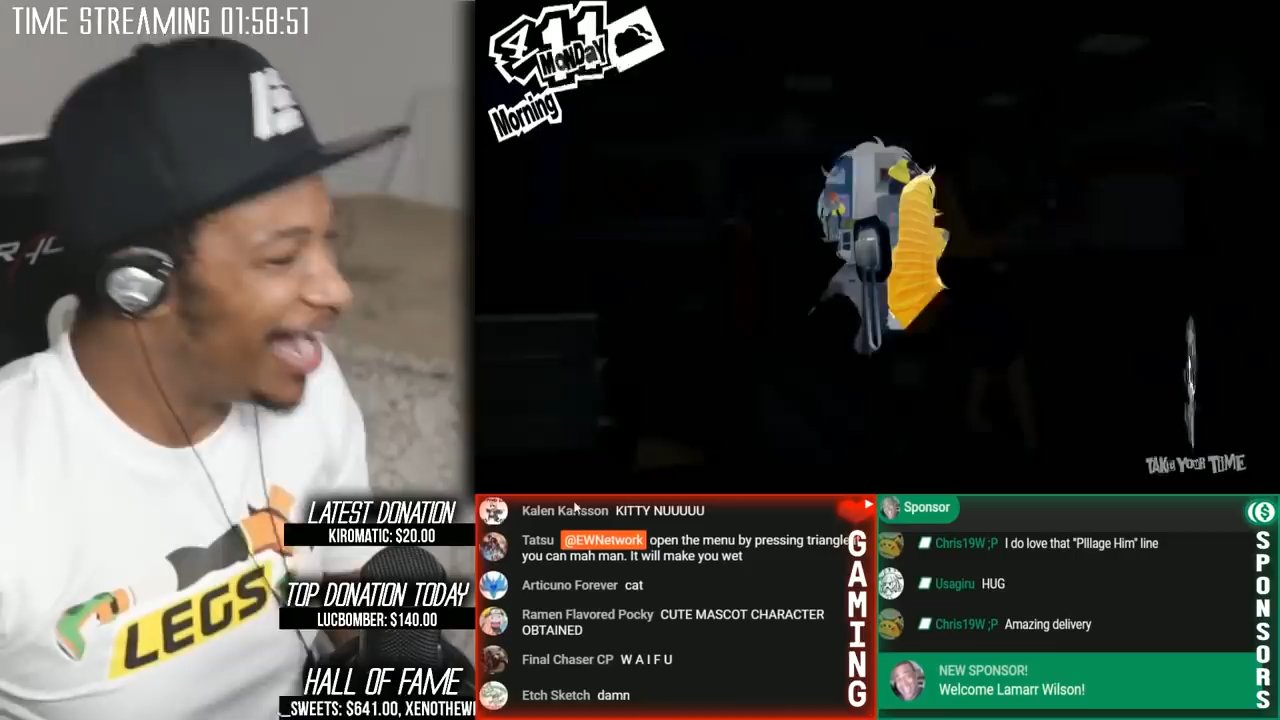 TIME STREAMING 01:58:51
4/11
MONDAY
Morning
TAKE YOUR TIME
LEGS
LATEST DONATION
KIROMATIC: $20.00
TOP DONATION TODAY
LUCBOMBER: $140.00
HALL OF FAME
_SWEETS: $641.00, XENOTHEWI
Kalen Karsson KITTY NUUUUU
Tatsu @EWNetwork open the menu by pressing triangle
you can mah man. It will make you wet
Articuno Forever cat
Ramen Flavored Pocky CUTE MASCOT CHARACTER
OBTAINED
Final Chaser CP W A I F U
Etch Sketch damn
GAMING
Sponsor
Chris19W ;P I do love that "PIllage Him" line
Usagiru HUG
Chris19W ;P Amazing delivery
NEW SPONSOR!
Welcome Lamarr Wilson!
SPONSORS